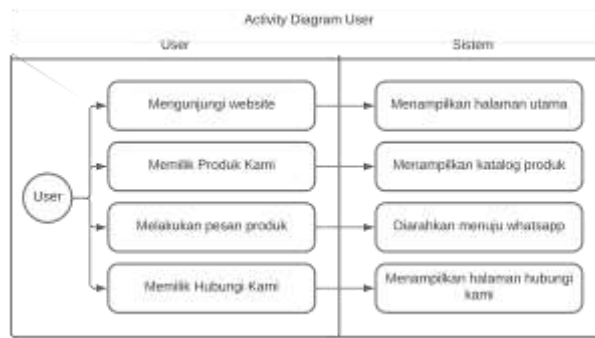 Activity Diagram User
User
Sistem
Mengunjungi website
Menampilkan halaman utama
Memilik Produk Kami
Menampilkan katalog produk
User
Melakukan pesan produk
Diarahkan menuju whatsapp
Memilik Hubungi Kami
Menampilkan halaman hubungi
kami